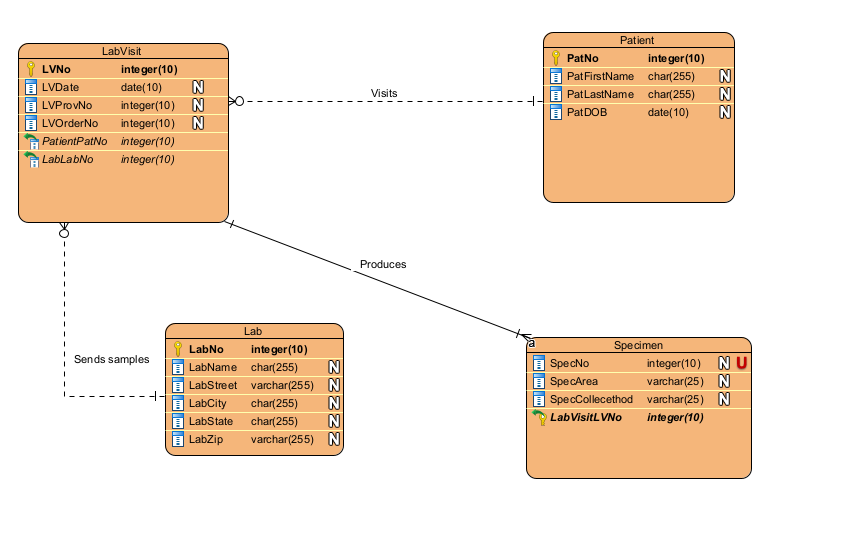 LabVisit
LVNo integer(10)
LVDate date(10) N
LVProvNo integer(10) N
LVOrderNo integer(10) N
PatientPatNo integer(10)
LabLabNo integer(10)
Patient
PatNo integer(10)
PatFirstName char(255) N
PatLastName char(255) N
PatDOB date(10) N
Visits
Produces
Sends samples
Lab
LabNo integer(10)
LabName char(255) N
LabStreet varchar(255) N
LabCity char(255) N
LabState char(255) N
LabZip varchar(255) N
a
Specimen
SpecNo integer(10) N U
SpecArea varchar(25) N
SpecCollecethod varchar(25) N
LabVisitLVNo integer(10)